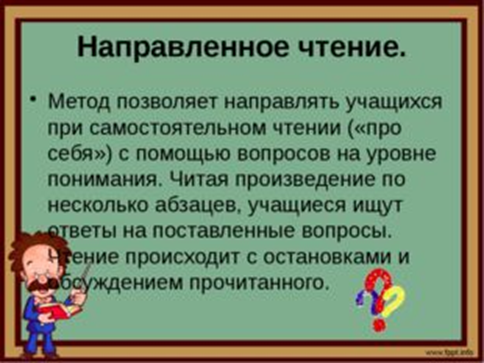 Направленное чтение.
• Метод позволяет направлять учащихся
при самостоятельном чтении («про
себя») с помощью вопросов на уровне
понимания. Читая произведение по
несколько абзацев, учащиеся ищут
ответы на поставленные вопросы.
Чтение происходит с остановками и
обсуждением прочитанного.
www.fppt.info